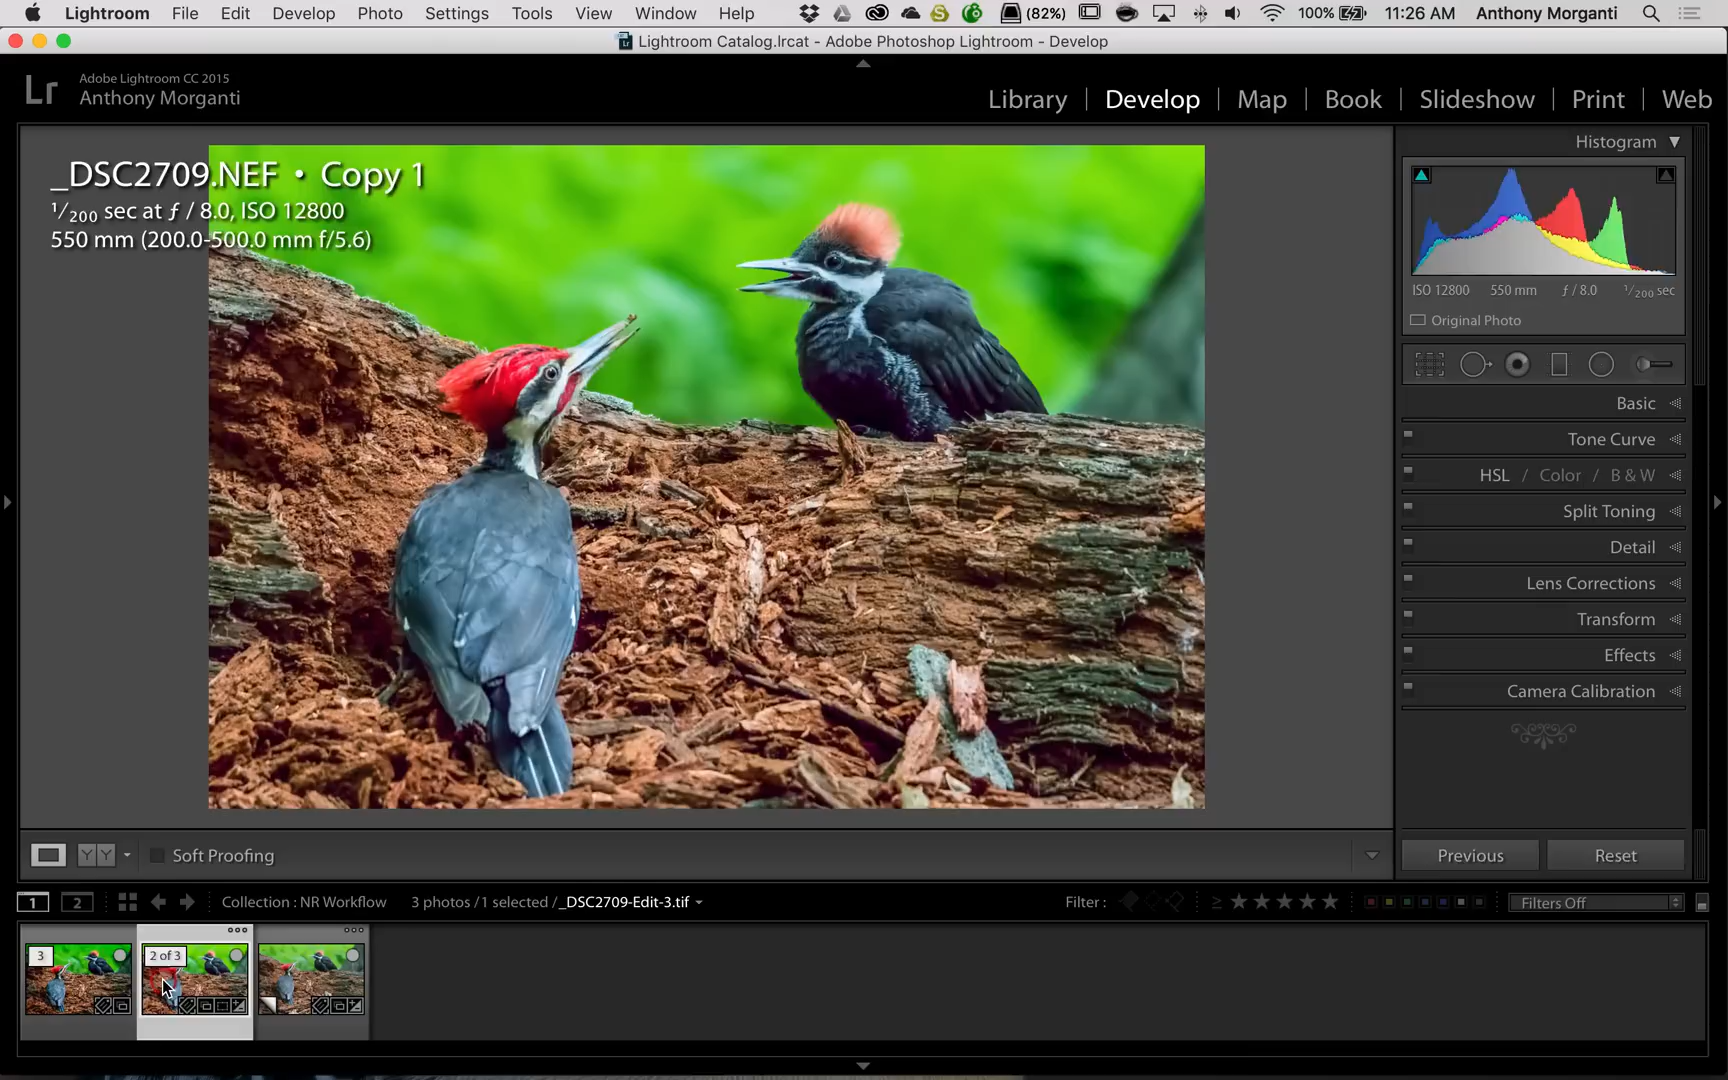 Lightroom File Edit Develop Photo Settings Tools View Window Help (82%) 100% 11:26 AM Anthony Morganti
Lightroom Catalog.lrcat - Adobe Photoshop Lightroom - Develop
Lr Adobe Lightroom CC 2015
Anthony Morganti
Library | Develop | Map | Book | Slideshow | Print | Web
Histogram
_DSC2709.NEF • Copy 1
1/200 sec at ƒ / 8.0, ISO 12800
550 mm (200.0-500.0 mm f/5.6)
ISO 12800 550 mm ƒ / 8.0 1/200 sec
Original Photo
Basic
Tone Curve
HSL / Color / B & W
Split Toning
Detail
Lens Corrections
Transform
Effects
Camera Calibration
YY Soft Proofing
Previous Reset
1 2 Collection : NR Workflow 3 photos / 1 selected / _DSC2709-Edit-3.tif Filter : Filters Off
3 2 of 3